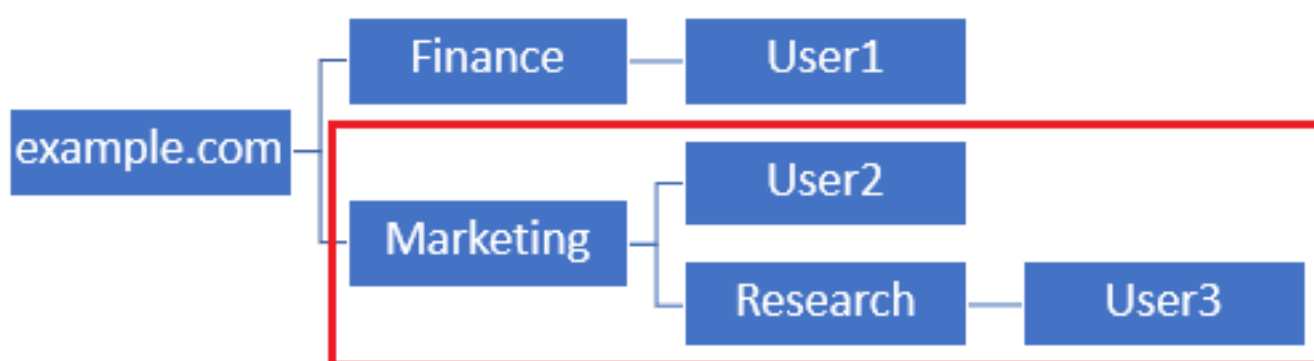 Finance
User1
example.com
User2
Marketing
Research
User3